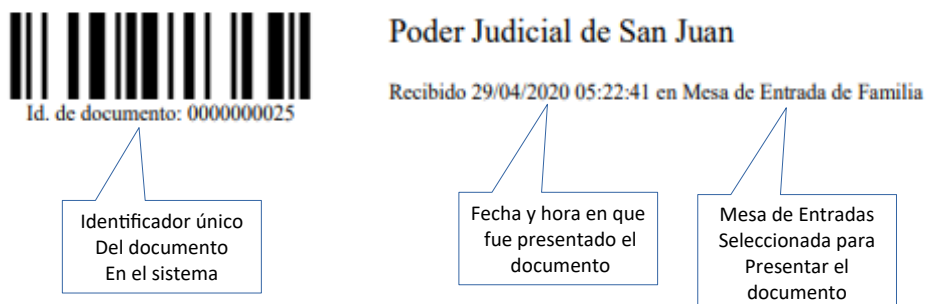 Poder Judicial de San Juan
Recibido 29/04/2020 05:22:41 en Mesa de Entrada de Familia
Id. de documento: 0000000025
Identificador único
Del documento
En el sistema
Fecha y hora en que
fue presentado el
documento
Mesa de Entradas
Seleccionada para
Presentar el
documento